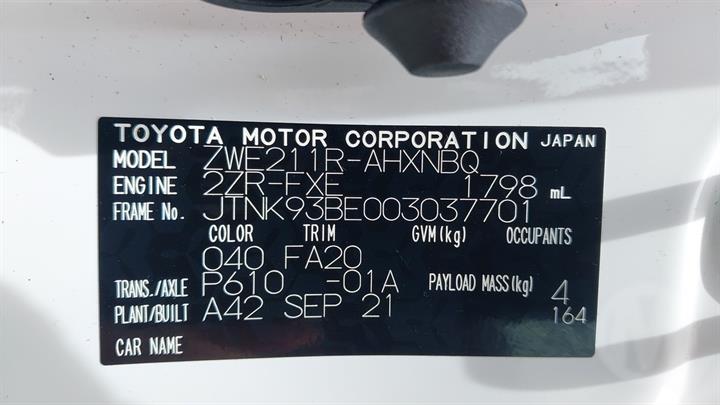 TOYOTA MOTOR CORPORATION JAPAN
MODEL ZWE211R-AHXNBQ
ENGINE 2ZR-FXE 1798 mL
FRAME No. JTNK93BE003037701
COLOR TRIM GVM(kg) OCCUPANTS
040 FA20
TRANS./AXLE P610 -01A PAYLOAD MASS(kg) 4
PLANT/BUILT A42 SEP 21 164
CAR NAME